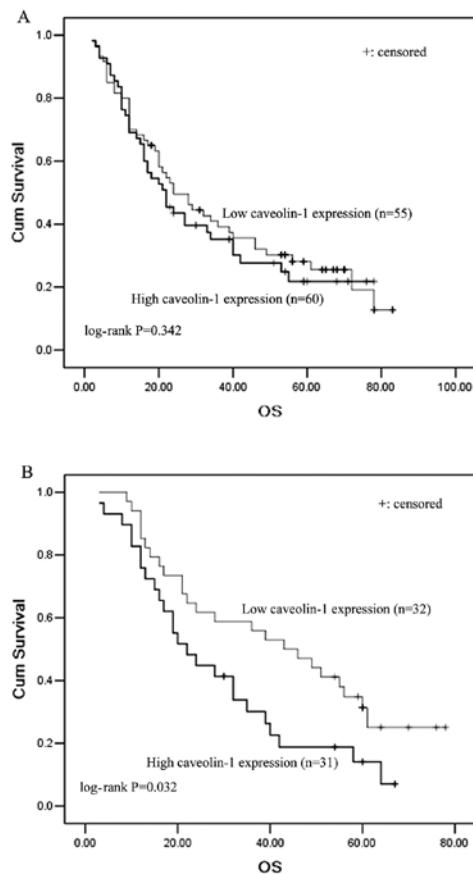 A
+: censored
Cum Survival
1.0
0.8
0.6
0.4
0.2
0.0
Low caveolin-1 expression (n=55)
High caveolin-1 expression (n=60)
log-rank P=0.342
0.00 20.00 40.00 60.00 80.00 100.00
OS
B
+: censored
Cum Survival
1.0
0.8
0.6
0.4
0.2
0.0
Low caveolin-1 expression (n=32)
High caveolin-1 expression (n=31)
log-rank P=0.032
0.00 20.00 40.00 60.00 80.00
OS